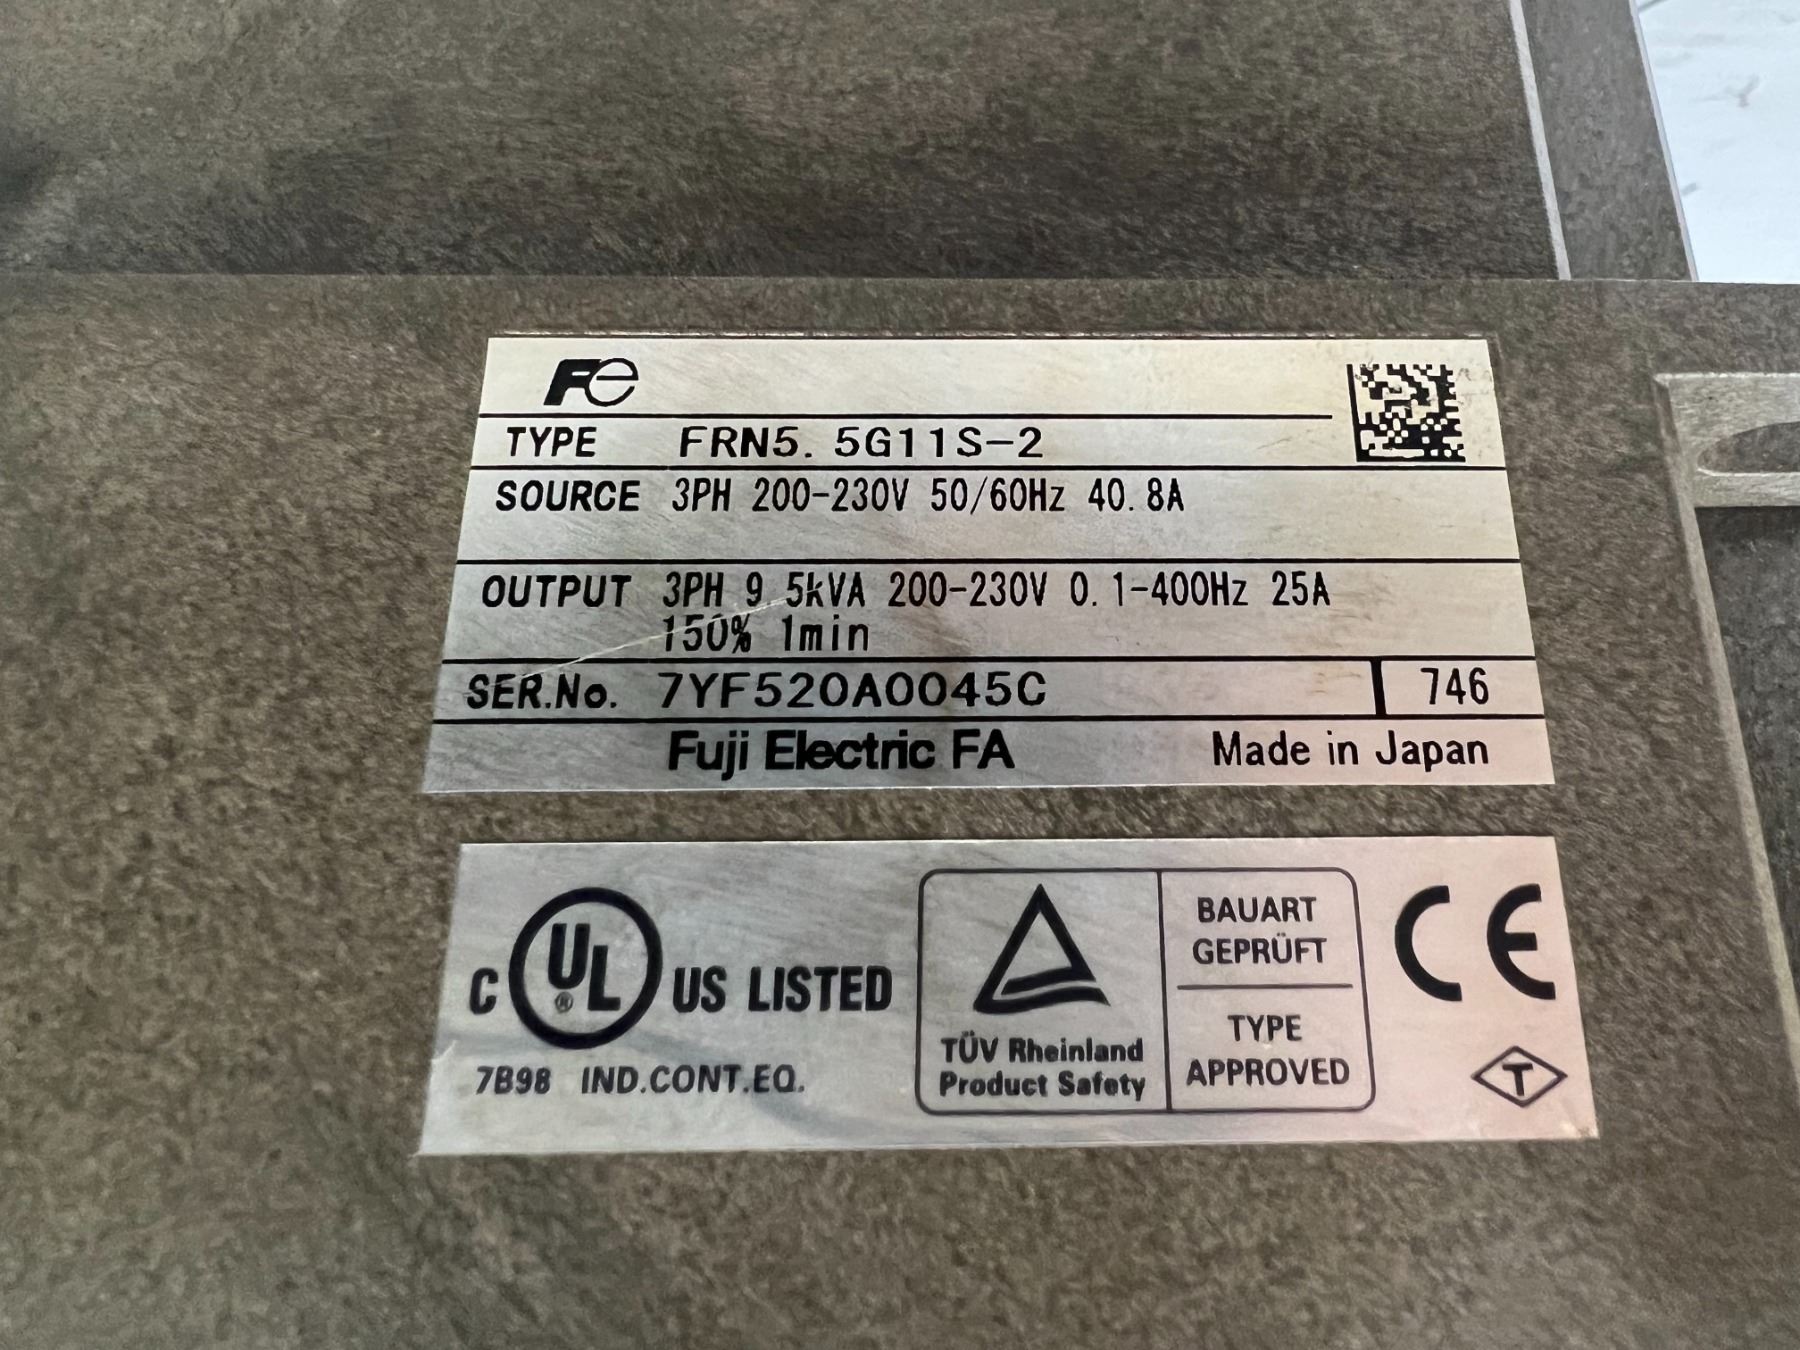 Fe
TYPE FRN5. 5G11S-2
SOURCE 3PH 200-230V 50/60Hz 40. 8A
OUTPUT 3PH 9 5kVA 200-230V 0. 1-400Hz 25A
150% 1min
SER.No. 7YF520A0045C 746
Fuji Electric FA Made in Japan
C UL ® US LISTED
7B98 IND.CONT.EQ.
TÜV Rheinland
Product Safety
BAUART
GEPRÜFT
TYPE
APPROVED
CE
T